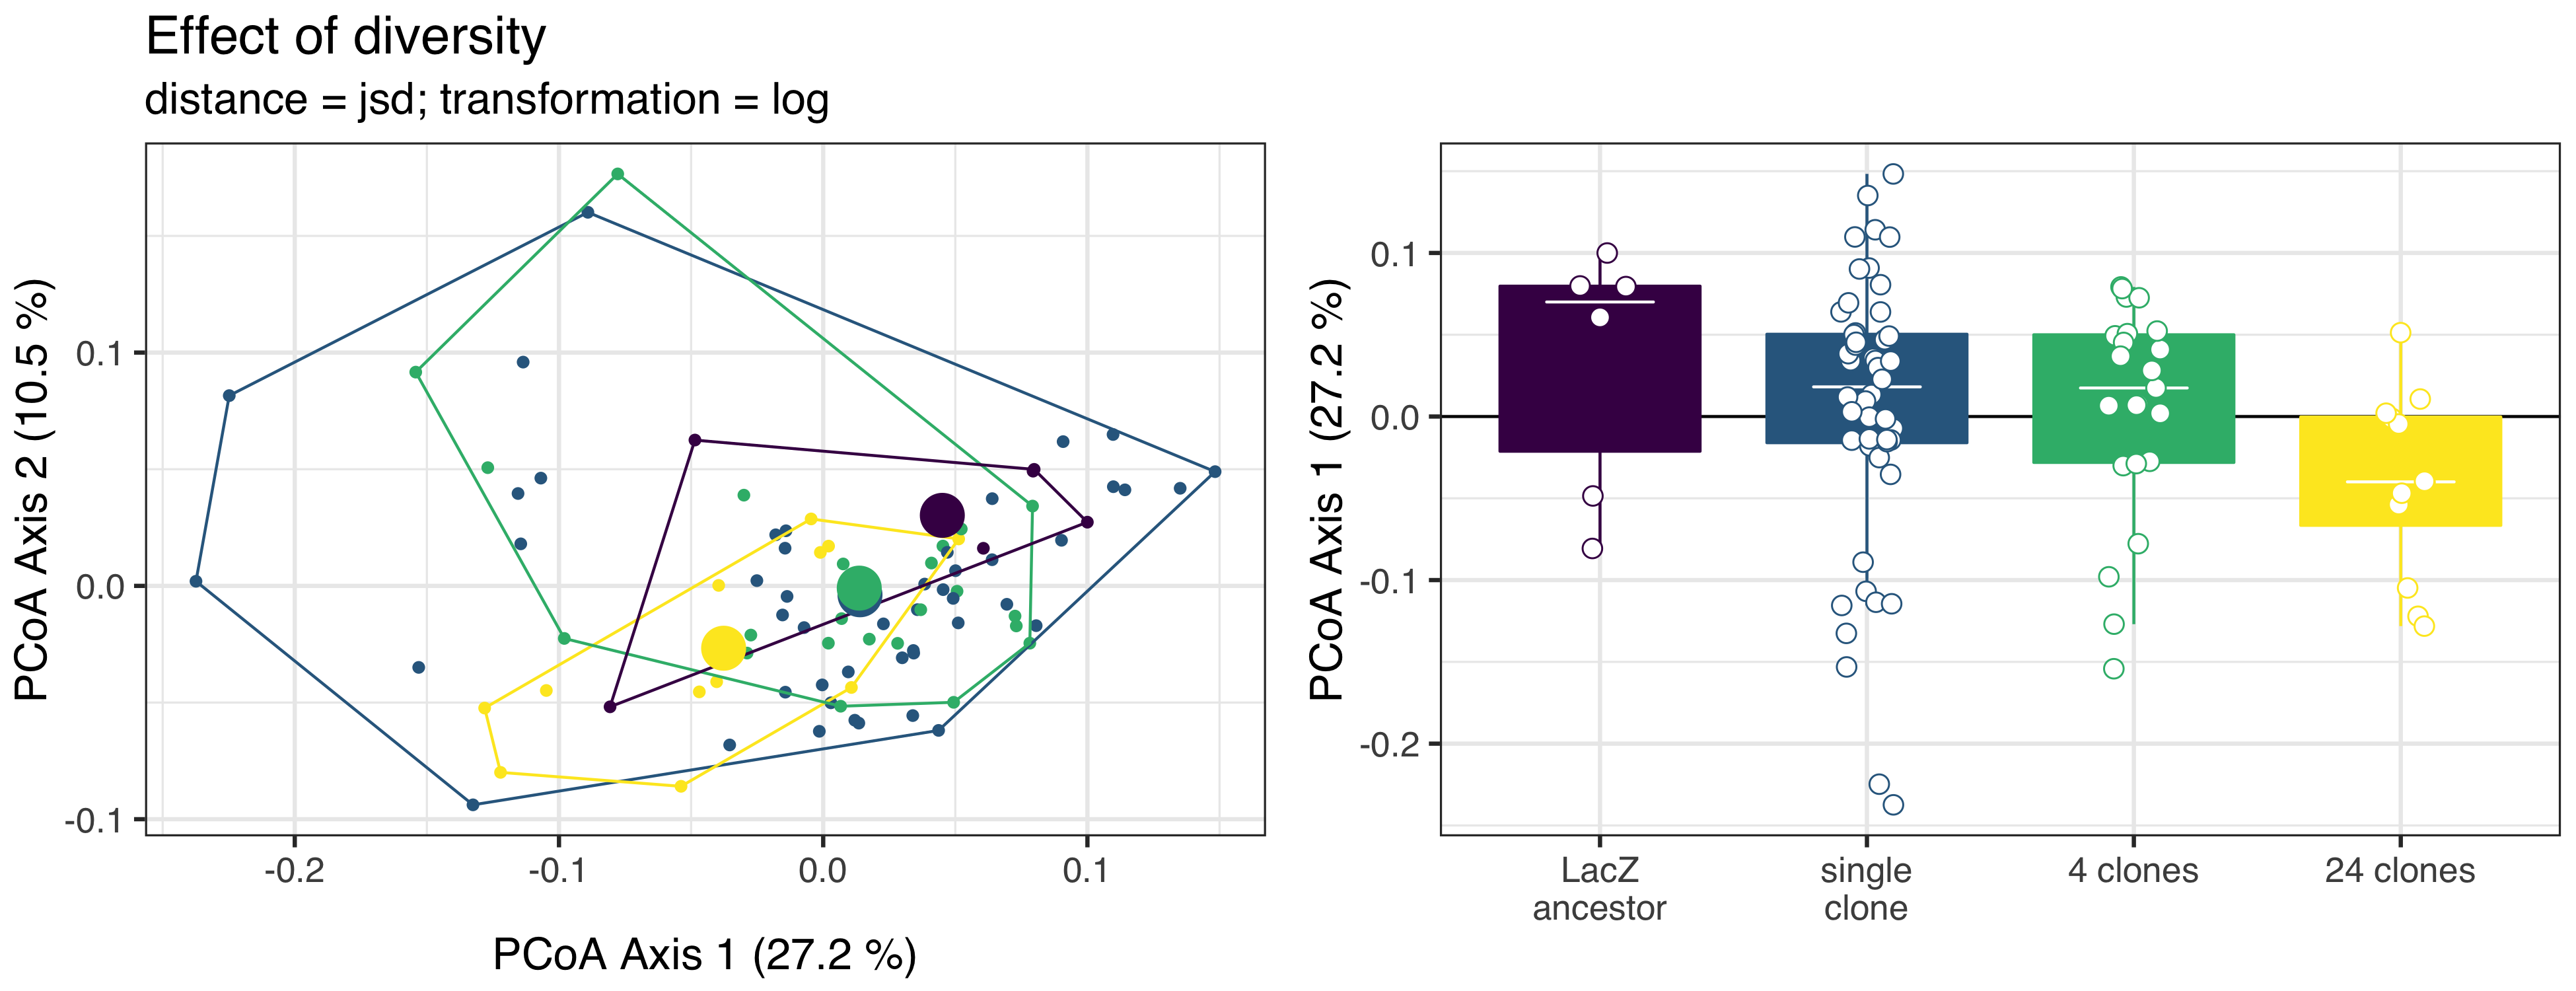 Effect of diversity
distance = jsd; transformation = log
PCoA Axis 2 (10.5 %)
0.1
0.0
-0.1
-0.2
-0.1
0.0
0.1
PCoA Axis 1 (27.2 %)
PCoA Axis 1 (27.2 %)
0.1
0.0
-0.1
-0.2
LacZ
ancestor
single
clone
4 clones
24 clones